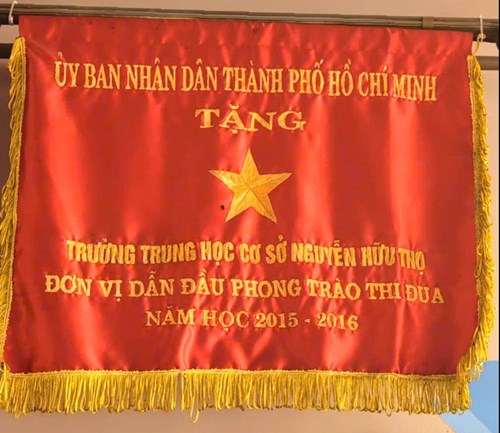 ỦY BAN NHÂN DÂN THÀNH PHỐ HỒ CHÍ MINH
TẶNG
TRƯỜNG TRUNG HỌC CƠ SỞ NGUYỄN HỮU THỌ
ĐƠN VỊ DẪN ĐẦU PHONG TRÀO THI ĐUA
NĂM HỌC 2015 - 2016